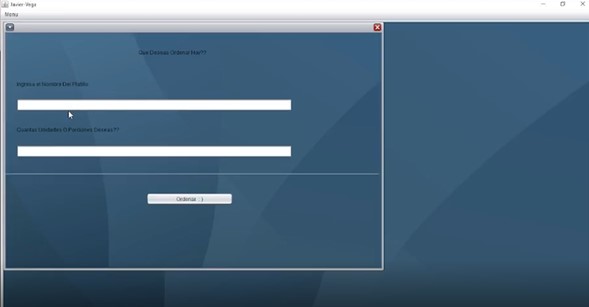 Javier Vega
Menu
Que Deseas Ordenar Hoy??
Ingresa el Nombre Del Platillo
Cuantas Unidades O Porciones Deseas??
Ordenar : )